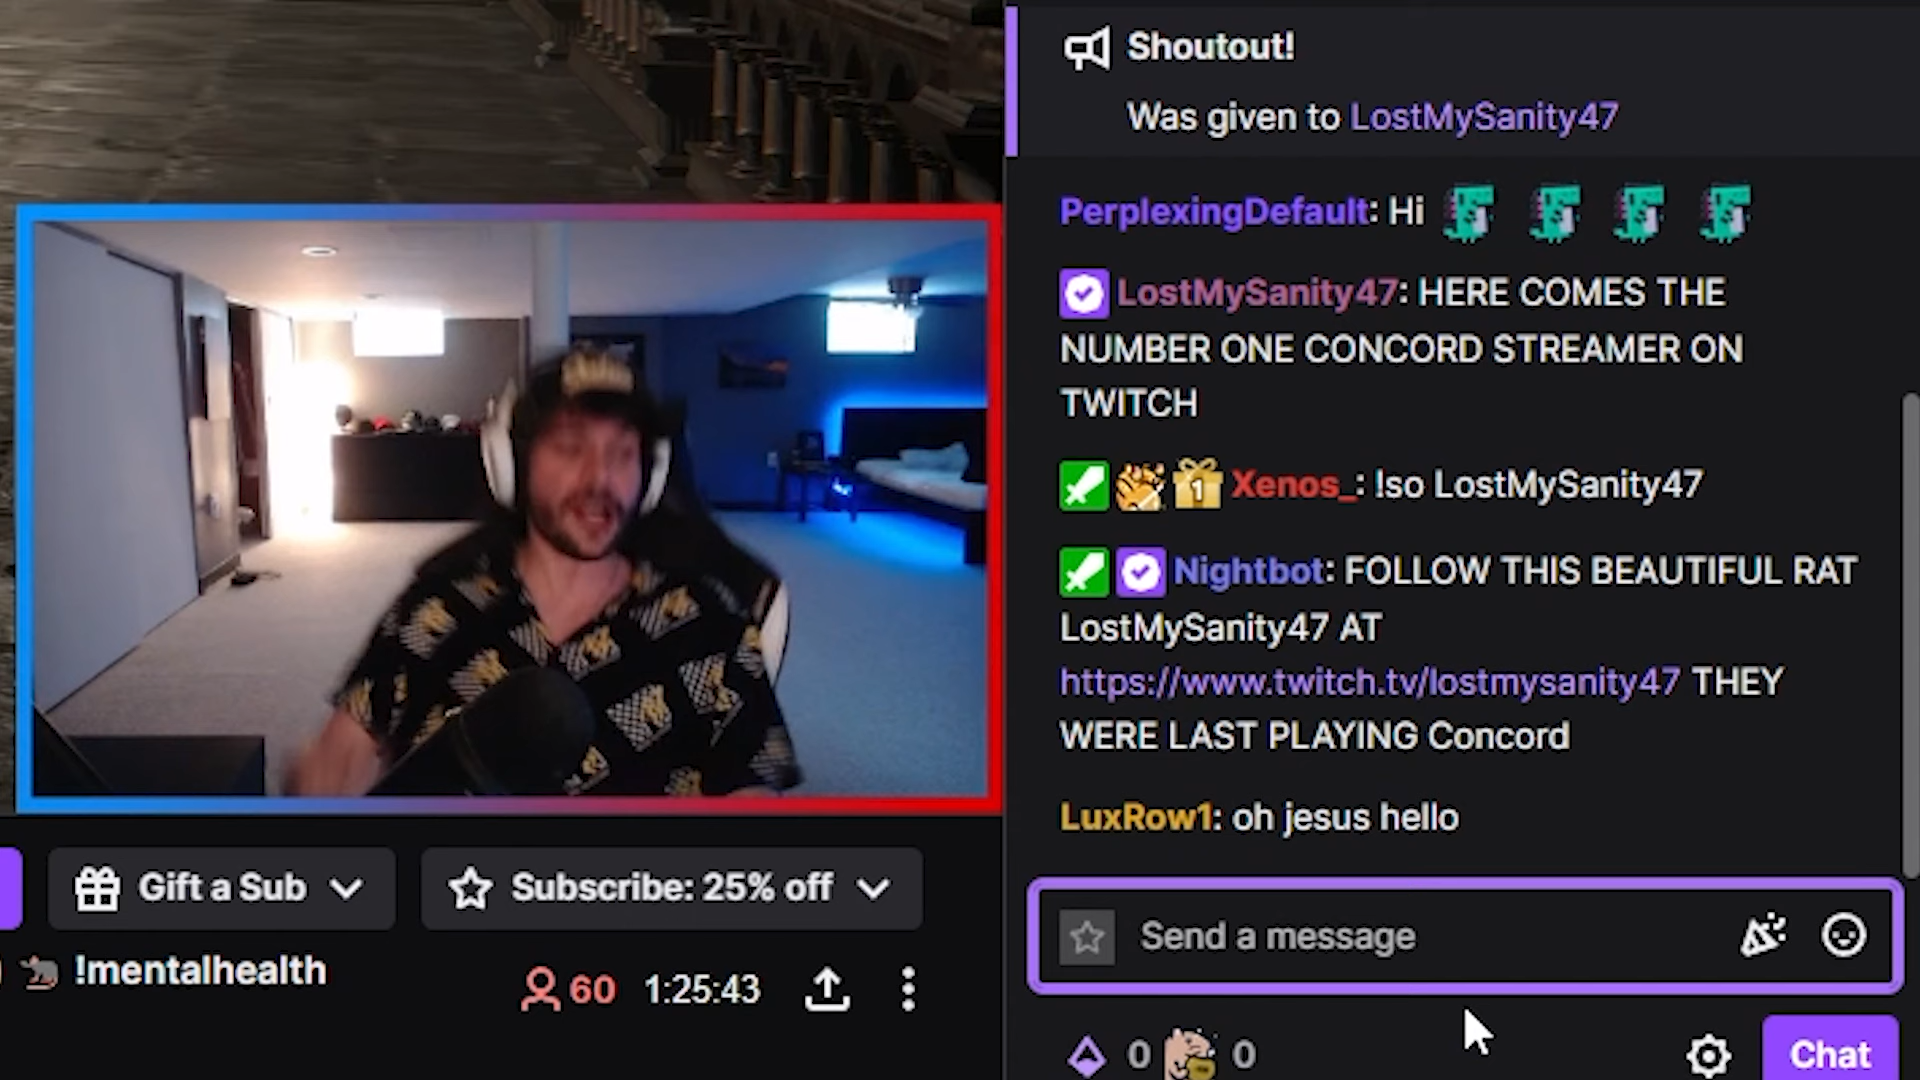 Shoutout!
Was given to LostMySanity47
PerplexingDefault: Hi
LostMySanity47: HERE COMES THE
NUMBER ONE CONCORD STREAMER ON
TWITCH
1 Xenos_: !so LostMySanity47
Nightbot: FOLLOW THIS BEAUTIFUL RAT
LostMySanity47 AT
https://www.twitch.tv/lostmysanity47 THEY
WERE LAST PLAYING Concord
LuxRow1: oh jesus hello
Send a message
0 0
Chat
Gift a Sub
Subscribe: 25% off
!mentalhealth
60 1:25:43